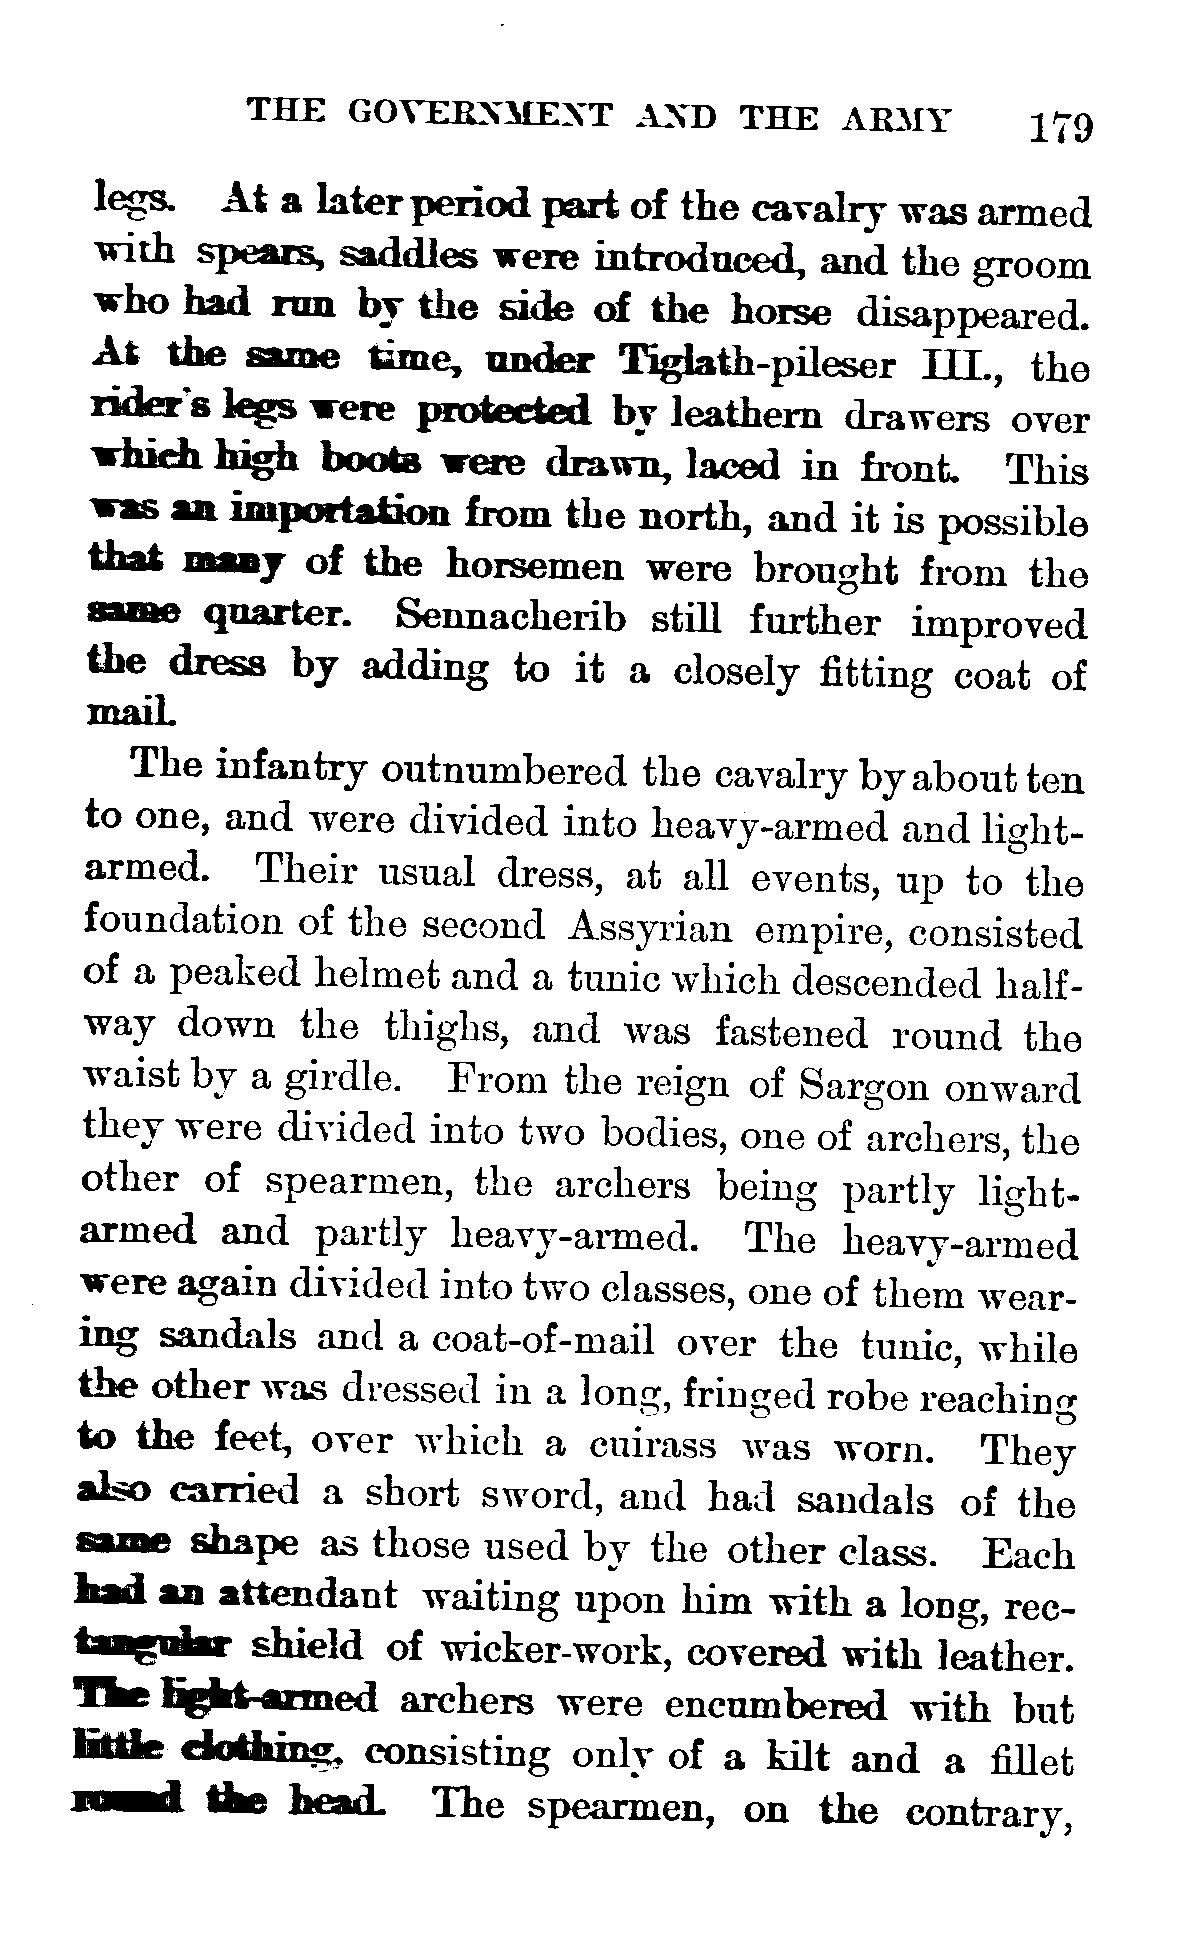 THE GOVERNMENT AND THE ARMY 179
legs. At a later period part of the cavalry was armed
with spears, saddles were introduced, and the groom
who had run by the side of the horse disappeared.
At the same time, under Tiglath-pileser III., the
rider's legs were protected by leathern drawers over
which high boots were drawn, laced in front. This
was an importation from the north, and it is possible
that many of the horsemen were brought from the
same quarter. Sennacherib still further improved
the dress by adding to it a closely fitting coat of
mail.
The infantry outnumbered the cavalry by about ten
to one, and were divided into heavy-armed and light-
armed. Their usual dress, at all events, up to the
foundation of the second Assyrian empire, consisted
of a peaked helmet and a tunic which descended half-
way down the thighs, and was fastened round the
waist by a girdle. From the reign of Sargon onward
they were divided into two bodies, one of archers, the
other of spearmen, the archers being partly light-
armed and partly heavy-armed. The heavy-armed
were again divided into two classes, one of them wear-
ing sandals and a coat-of-mail over the tunic, while
the other was dressed in a long, fringed robe reaching
to the feet, over which a cuirass was worn. They
also carried a short sword, and had sandals of the
same shape as those used by the other class. Each
had an attendant waiting upon him with a long, rec-
tangular shield of wicker-work, covered with leather.
The light-armed archers were encumbered with but
little clothing, consisting only of a kilt and a fillet
round the head. The spearmen, on the contrary,